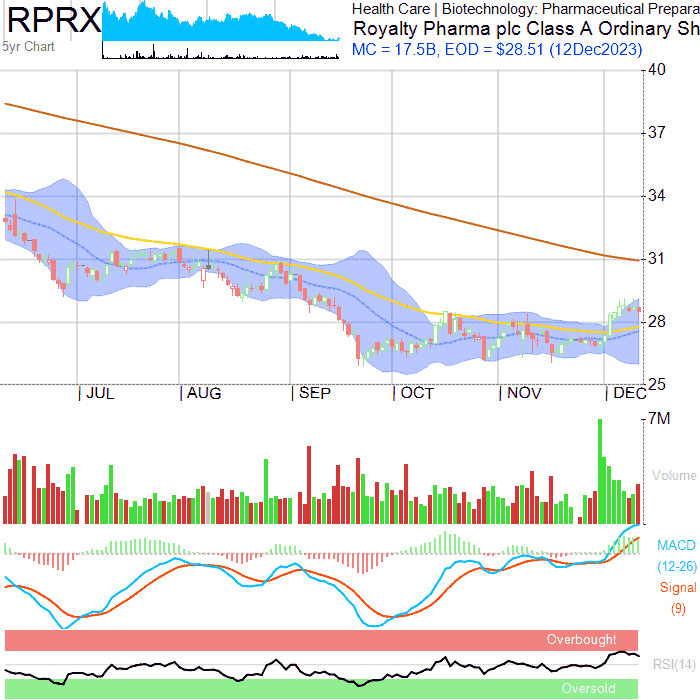 RPRX
5yr Chart
Health Care | Biotechnology: Pharmaceutical Prepara
Royalty Pharma plc Class A Ordinary Sh
MC = 17.5B, EOD = $28.51 (12Dec2023)
40
37
34
31
28
25
| JUL | AUG | SEP | OCT | NOV | DEC
7M
Volume
MACD
(12-26)
Signal
(9)
Overbought
RSI(14)
Oversold